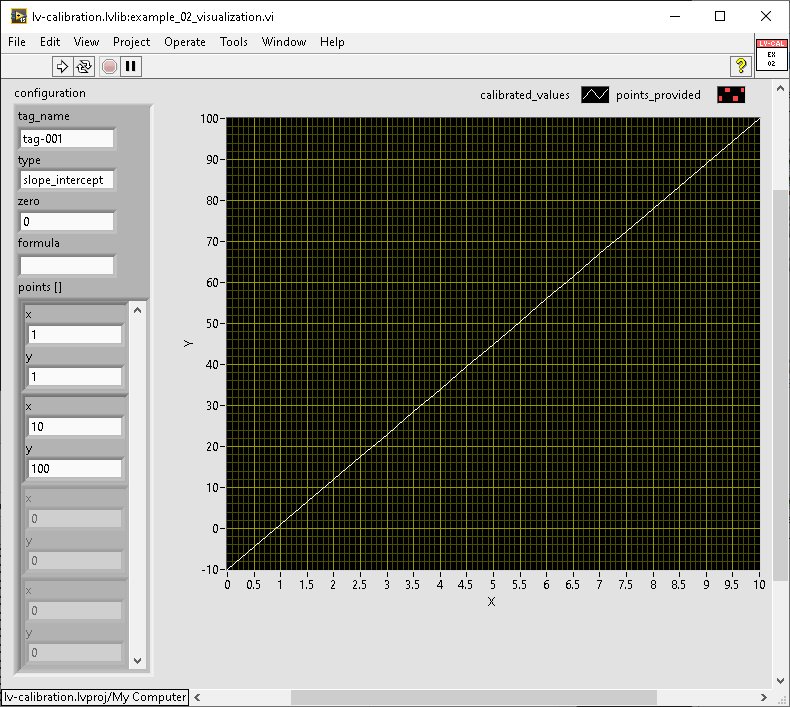 lv-calibration.lvlib:example_02_visualization.vi
File Edit View Project Operate Tools Window Help
?
LV-CAL
EX
02
configuration
tag_name
tag-001
type
slope_intercept
zero
0
formula
points []
x
1
y
1
x
10
y
100
x
0
y
0
x
0
y
0
calibrated_values points_provided
100
90
80
70
60
50
40
30
20
10
0
-10
Y
0 0.5 1 1.5 2 2.5 3 3.5 4 4.5 5 5.5 6 6.5 7 7.5 8 8.5 9 9.5 10
X
lv-calibration.lvproj/My Computer